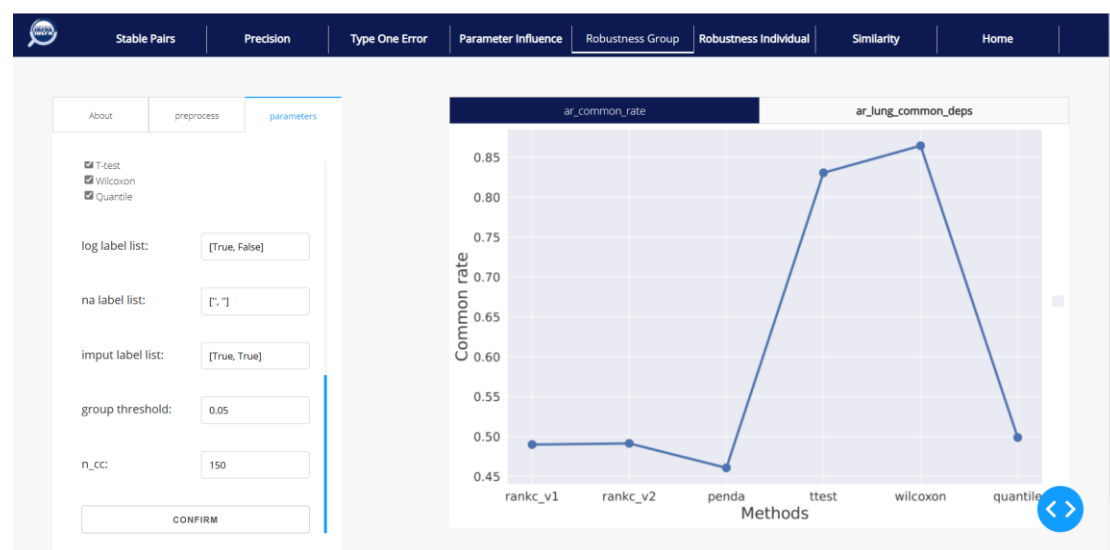 Stable Pairs Precision Type One Error Parameter Influence Robustness Group Robustness Individual Similarity Home
About preprocess parameters
T-test
Wilcoxon
Quantile
log label list: [True, False]
na label list: ['', '']
imput label list: [True, True]
group threshold: 0.05
n_cc: 150
CONFIRM
ar_common_rate ar_lung_common_deps
0.85
0.80
0.75
0.70
0.65
0.60
0.55
0.50
0.45
Common rate
rankc_v1 rankc_v2 penda ttest wilcoxon quantile
Methods